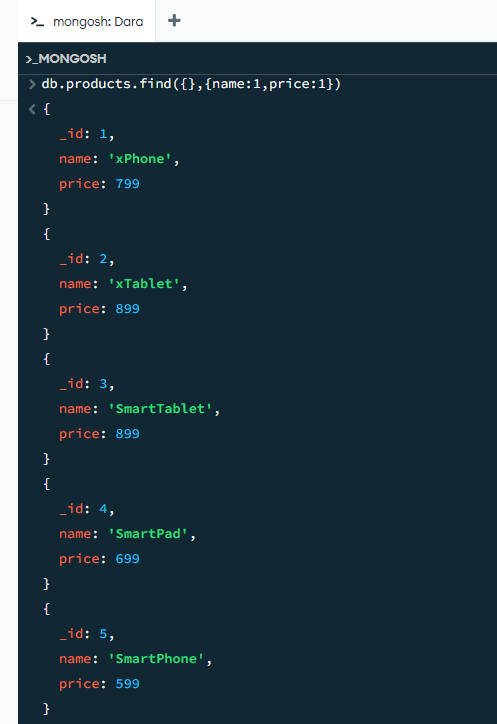 >_ mongosh: Dara +
>_MONGOSH
> db.products.find({},{name:1,price:1})
< {
_id: 1,
name: 'xPhone',
price: 799
}
{
_id: 2,
name: 'xTablet',
price: 899
}
{
_id: 3,
name: 'SmartTablet',
price: 899
}
{
_id: 4,
name: 'SmartPad',
price: 699
}
{
_id: 5,
name: 'SmartPhone',
price: 599
}